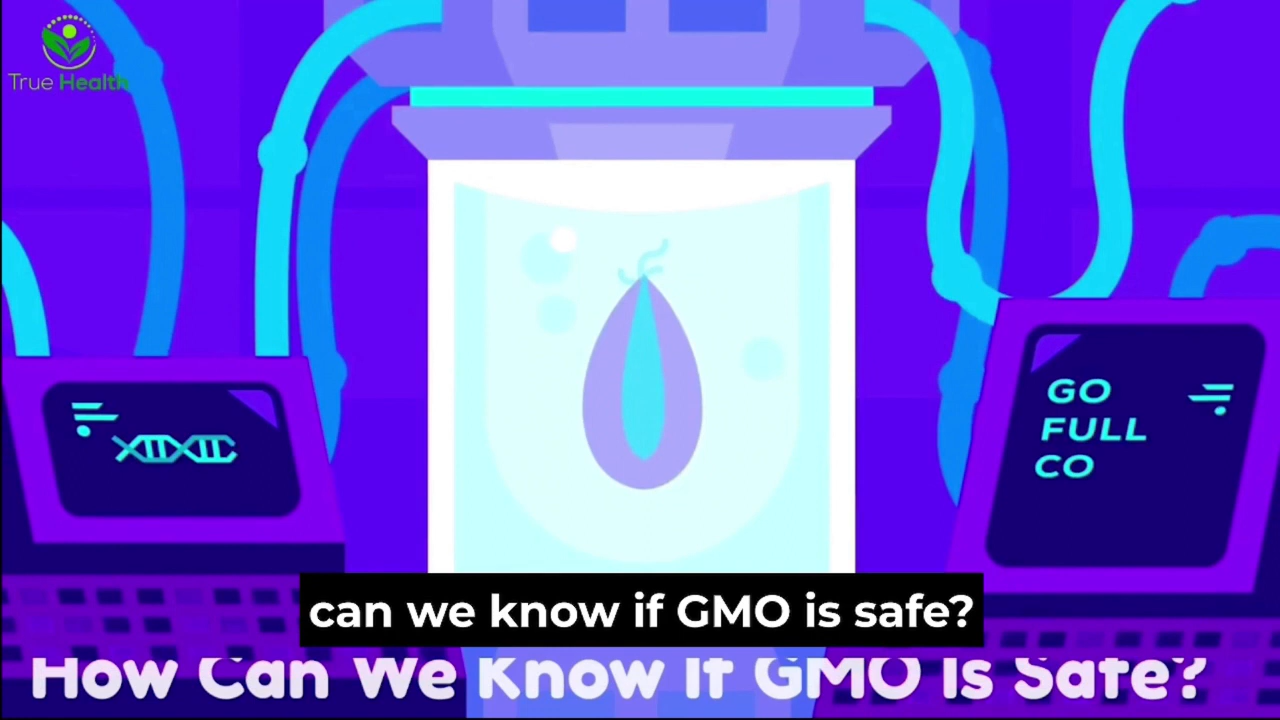 True Health
GO
FULL
CO
can we know if GMO is safe?
How Can We Know If GMO Is Safe?